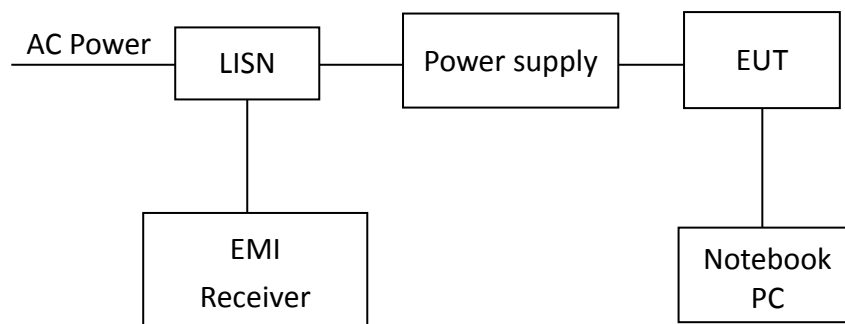 AC Power
LISN
Power supply
EUT
EMI
Receiver
Notebook
PC